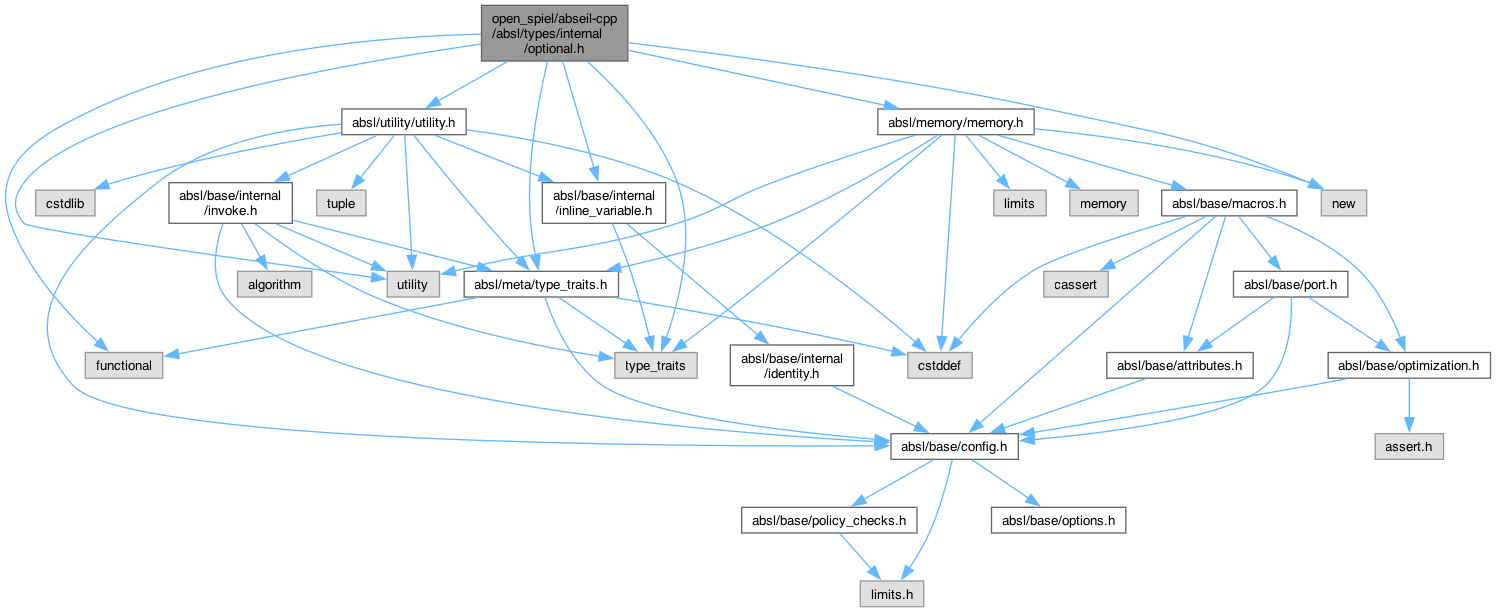 open_spiel/abseil-cpp
/absl/types/internal
/optional.h
absl/utility/utility.h
absl/memory/memory.h
cstdlib
absl/base/internal
/invoke.h
tuple
absl/base/internal
/inline_variable.h
limits
memory
absl/base/macros.h
new
algorithm
utility
absl/meta/type_traits.h
cassert
absl/base/port.h
functional
type_traits
absl/base/internal
/identity.h
cstddef
absl/base/attributes.h
absl/base/optimization.h
absl/base/config.h
assert.h
absl/base/policy_checks.h
absl/base/options.h
limits.h